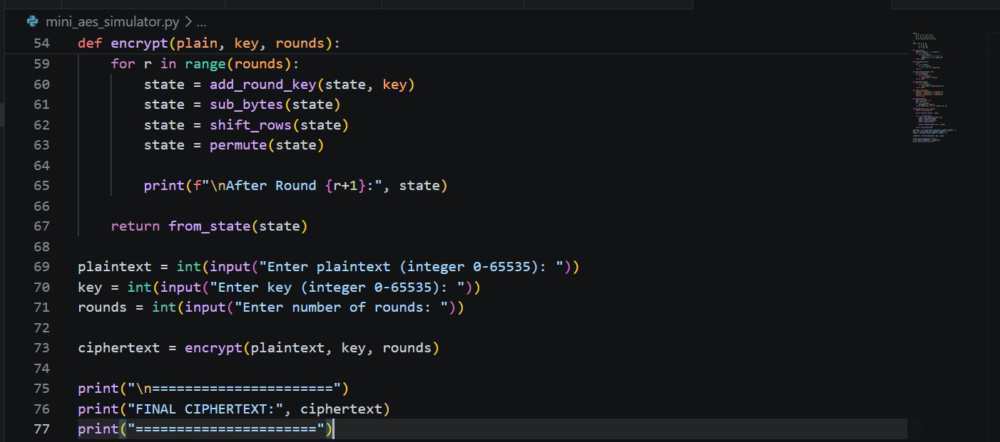 mini_aes_simulator.py > ...
54 def encrypt(plain, key, rounds):
59     for r in range(rounds):
60         state = add_round_key(state, key)
61         state = sub_bytes(state)
62         state = shift_rows(state)
63         state = permute(state)
64
65         print(f"\nAfter Round {r+1}:", state)
66
67     return from_state(state)
68
69 plaintext = int(input("Enter plaintext (integer 0-65535): "))
70 key = int(input("Enter key (integer 0-65535): "))
71 rounds = int(input("Enter number of rounds: "))
72
73 ciphertext = encrypt(plaintext, key, rounds)
74
75 print("\n======================")
76 print("FINAL CIPHERTEXT:", ciphertext)
77 print("======================")